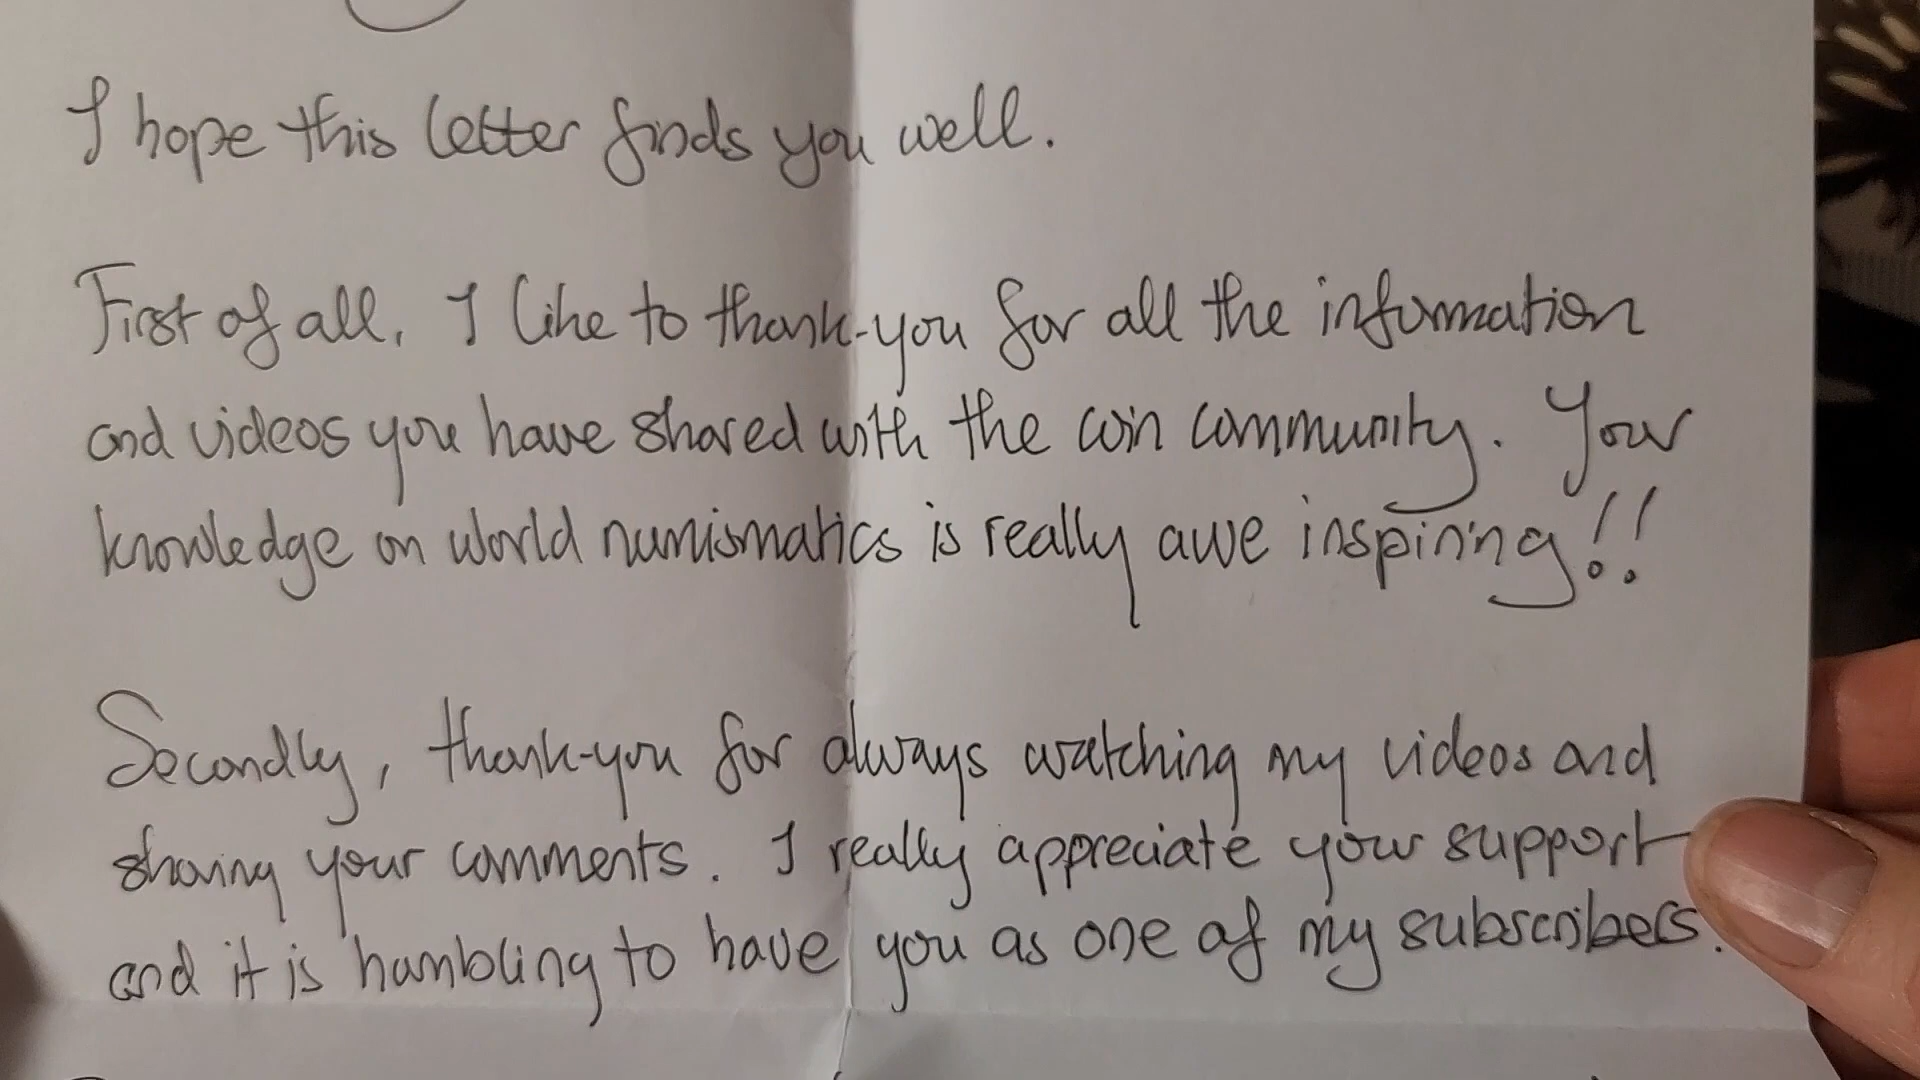 I hope this letter finds you well.
First of all, I like to thank-you for all the information
and videos you have shared with the coin community. Your
knowledge on world numismatics is really awe inspiring!!
Secondly, thank-you for always watching my videos and
sharing your comments. I really appreciate your support
and it is humbling to have you as one of my subscribers.